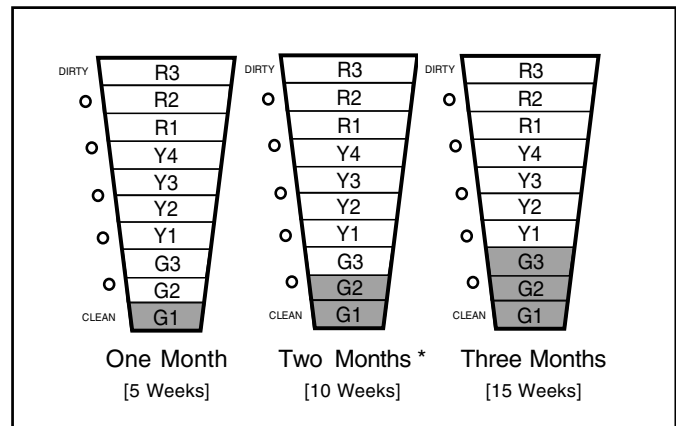 DIRTY
R3
R2
R1
Y4
Y3
Y2
Y1
G3
G2
CLEAN
G1
One Month
[5 Weeks]
DIRTY
R3
R2
R1
Y4
Y3
Y2
Y1
G3
G2
CLEAN
G1
Two Months *
[10 Weeks]
DIRTY
R3
R2
R1
Y4
Y3
Y2
Y1
G3
G2
CLEAN
G1
Three Months
[15 Weeks]